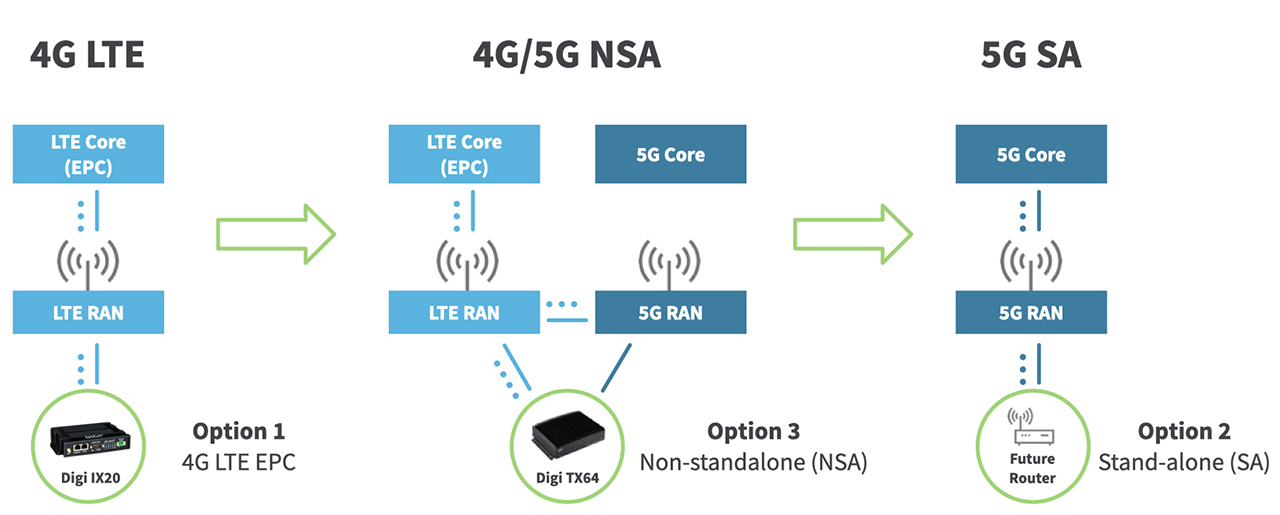 4G LTE
4G/5G NSA
5G SA
LTE Core
(EPC)
LTE Core
(EPC)
5G Core
5G Core
LTE RAN
LTE RAN
5G RAN
5G RAN
DIGI
Digi IX20
Option 1
4G LTE EPC
Digi TX64
Option 3
Non-standalone (NSA)
Future
Router
Option 2
Stand-alone (SA)